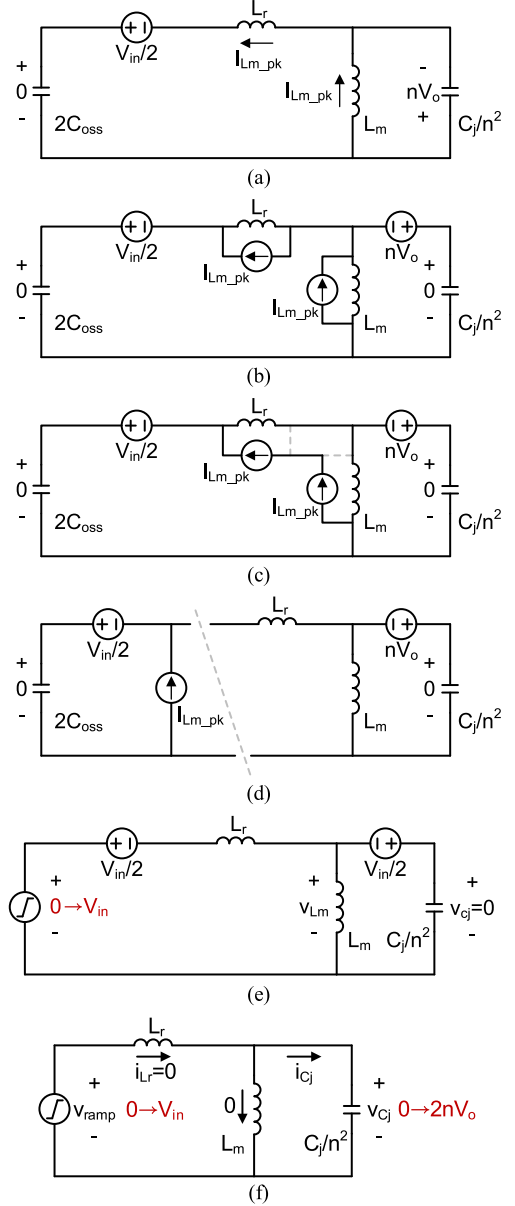 Lr
+ Vin/2 ILm_pk -
0 ILm_pk nVo
- 2Coss Lm + Cj/n²
(a)
Lr
+ Vin/2 nVo +
0 ILm_pk 0
- 2Coss ILm_pk Lm - Cj/n²
(b)
Lr
+ Vin/2 nVo +
0 ILm_pk 0
- 2Coss ILm_pk Lm - Cj/n²
(c)
Lr
+ Vin/2 nVo +
0 0
- 2Coss ILm_pk Lm - Cj/n²
(d)
Lr
Vin/2 Vin/2
+ + +
0→Vin vLm vcj=0
- - Lm Cj/n² -
(e)
Lr
iLr=0 iCj
+ +
vramp 0→Vin 0 vCj 0→2nVo
- Lm Cj/n² -
(f)